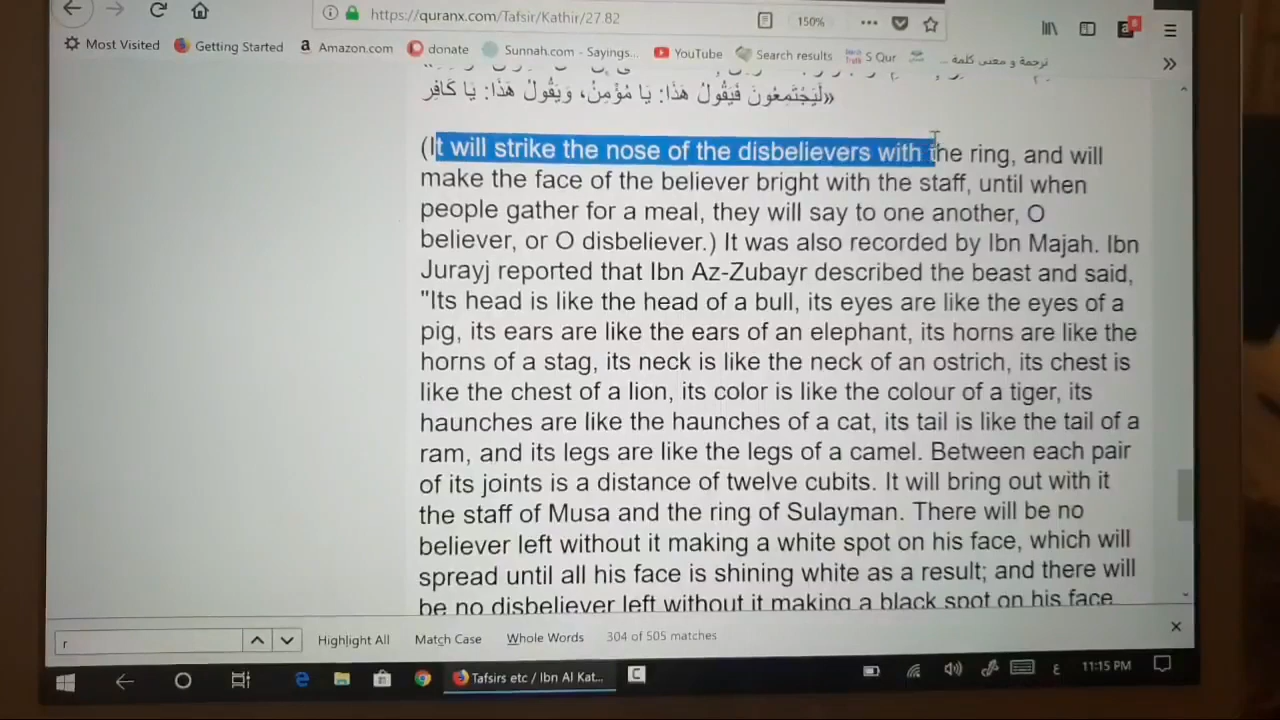 https://quranx.com/Tafsir/Kathir/27.82
150%
Most Visited
Getting Started
Amazon.com
donate
Sunnah.com - Sayings...
YouTube
Search results
S Qur
ترجمة و معنى كلمة ...
«لَيَجْتَمِعُونَ فَيَقُولُ هَذَا: يَا مُؤْمِنُ، وَيَقُولُ هَذَا: يَا كَافِر»
(It will strike the nose of the disbelievers with the ring, and will
make the face of the believer bright with the staff, until when
people gather for a meal, they will say to one another, O
believer, or O disbeliever.) It was also recorded by Ibn Majah. Ibn
Jurayj reported that Ibn Az-Zubayr described the beast and said,
"Its head is like the head of a bull, its eyes are like the eyes of a
pig, its ears are like the ears of an elephant, its horns are like the
horns of a stag, its neck is like the neck of an ostrich, its chest is
like the chest of a lion, its color is like the colour of a tiger, its
haunches are like the haunches of a cat, its tail is like the tail of a
ram, and its legs are like the legs of a camel. Between each pair
of its joints is a distance of twelve cubits. It will bring out with it
the staff of Musa and the ring of Sulayman. There will be no
believer left without it making a white spot on his face, which will
spread until all his face is shining white as a result; and there will
be no disbeliever left without it making a black spot on his face
r
Highlight All
Match Case
Whole Words
304 of 505 matches
Tafsirs etc / Ibn Al Kat...
ع
11:15 PM